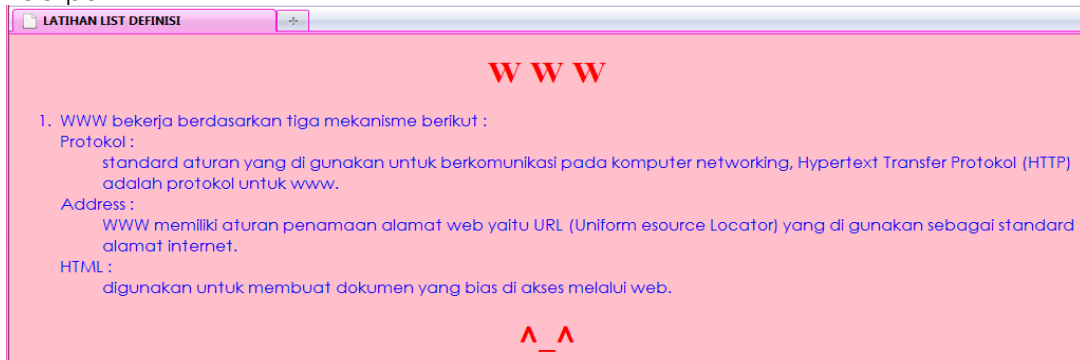 LATIHAN LIST DEFINISI
W W W
1. WWW bekerja berdasarkan tiga mekanisme berikut :
Protokol :
standard aturan yang di gunakan untuk berkomunikasi pada komputer networking, Hypertext Transfer Protokol (HTTP)
adalah protokol untuk www.
Address :
WWW memiliki aturan penamaan alamat web yaitu URL (Uniform esource Locator) yang di gunakan sebagai standard
alamat internet.
HTML :
digunakan untuk membuat dokumen yang bias di akses melalui web.
^_^